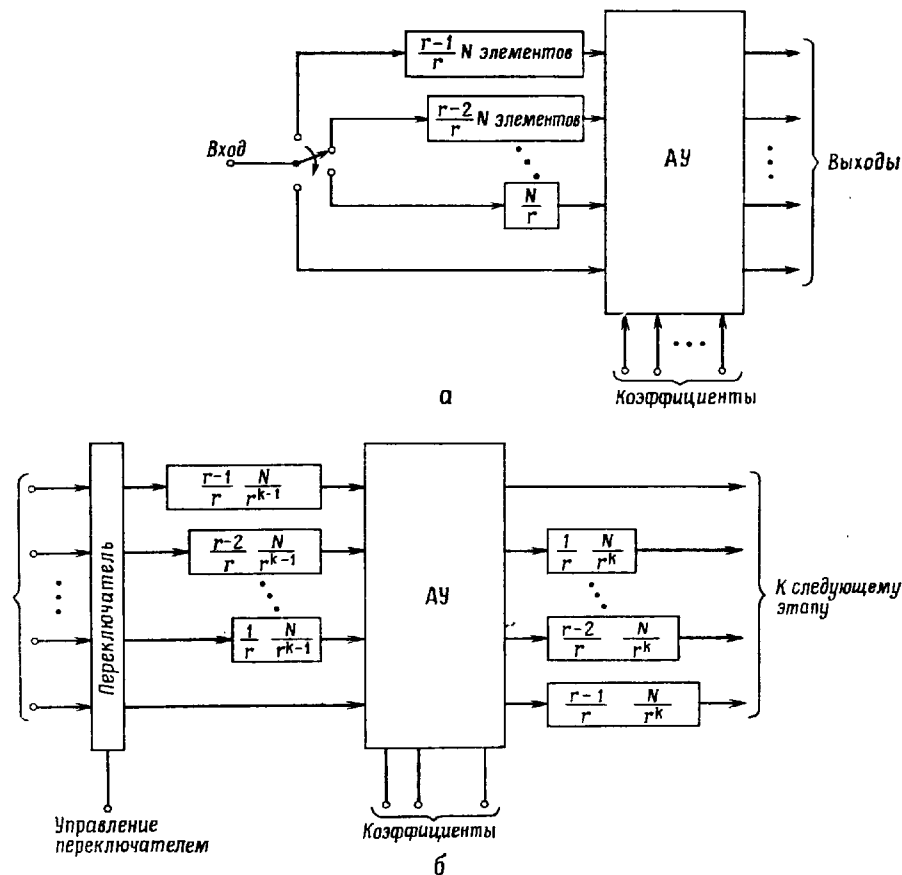 r-1/r N элементов
r-2/r N элементов
Вход
АУ
Выходы
N/r
Коэффициенты
а
r-1/r N/r^k-1
r-2/r N/r^k-1
1/r N/r^k-1
Переключатель
АУ
1/r N/r^k
r-2/r N/r^k
r-1/r N/r^k
К следующему
этапу
Управление
переключателем
Коэффициенты
б